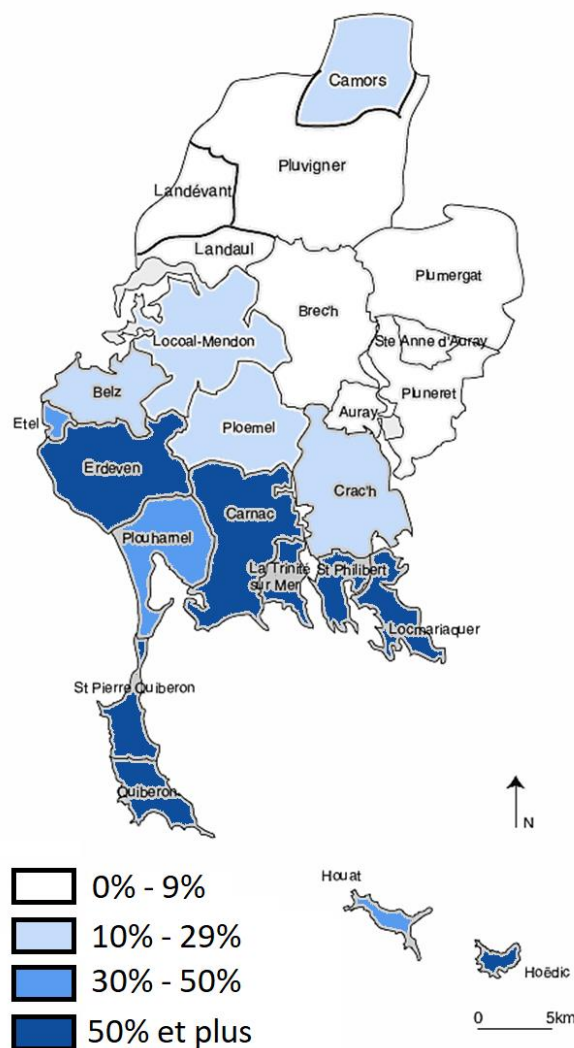 Camors
Pluvigner
Landévant
Landaul
Plumergat
Brec'h
Ste Anne d'Auray
Locoal-Mendon
Pluneret
Belz
Auray
Etel
Ploemel
Erdeven
Crac'h
Carnac
Plouharnel
La Trinité
sur Mer
St Philibert
Locmariaquer
St Pierre Quiberon
Quiberon
N
Houat
Hoëdic
0 5km
0% - 9%
10% - 29%
30% - 50%
50% et plus